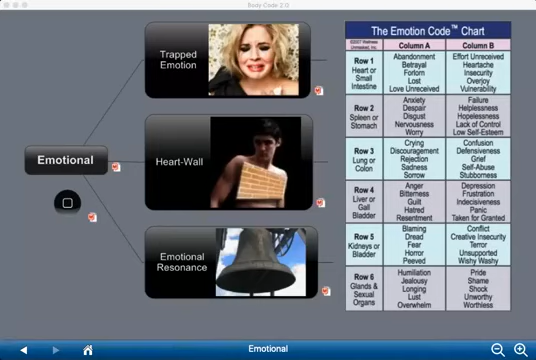 Body Code 2.0
Trapped
Emotion
Heart-Wall
Emotional
Emotional
Resonance
The Emotion Code™ Chart
©2007 Wellness
Unmasked, Inc.
Column A
Column B
Row 1
Heart or
Small
Intestine
Abandonment
Betrayal
Forlorn
Lost
Love Unreceived
Effort Unreceived
Heartache
Insecurity
Overjoy
Vulnerability
Row 2
Spleen or
Stomach
Anxiety
Despair
Disgust
Nervousness
Worry
Failure
Helplessness
Hopelessness
Lack of Control
Low Self-Esteem
Row 3
Lung or
Colon
Crying
Discouragement
Rejection
Sadness
Sorrow
Confusion
Defensiveness
Grief
Self-Abuse
Stubborness
Row 4
Liver or
Gall
Bladder
Anger
Bitterness
Guilt
Hatred
Resentment
Depression
Frustration
Indecisiveness
Panic
Taken for Granted
Row 5
Kidneys or
Bladder
Blaming
Dread
Fear
Horror
Peeved
Conflict
Creative Insecurity
Terror
Unsupported
Wishy Washy
Row 6
Glands &
Sexual
Organs
Humiliation
Jealousy
Longing
Lust
Overwhelm
Pride
Shame
Shock
Unworthy
Worthless
Emotional